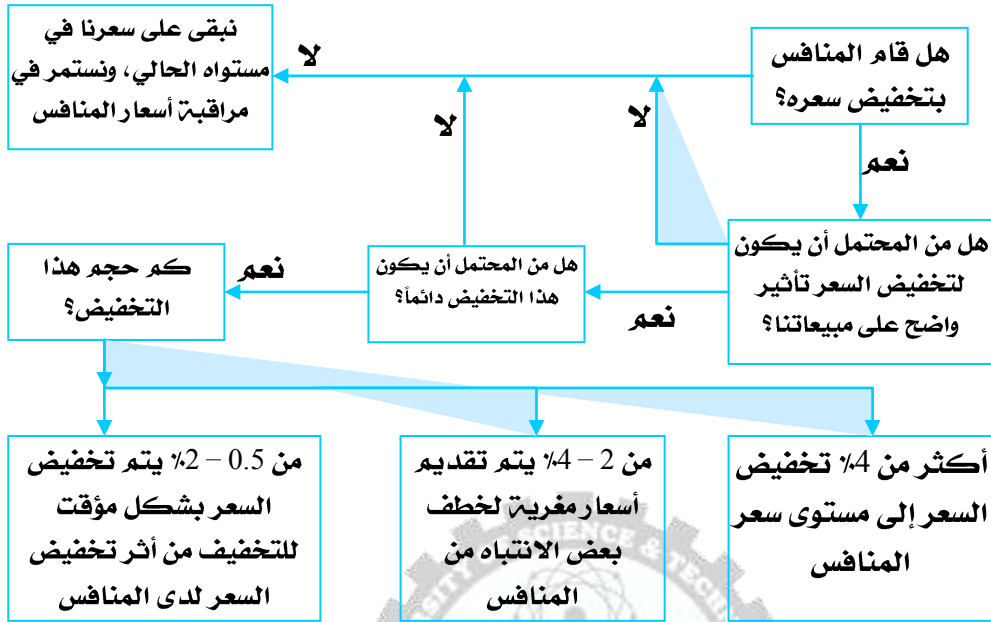 هل قام المنافس
بتخفيض سعره؟
لا
نبقى على سعرنا في
مستواه الحالي، ونستمر في
مراقبة أسعار المنافس
نعم
لا
لا
هل من المحتمل أن يكون
لتخفيض السعر تأثير
واضح على مبيعاتنا؟
نعم
هل من المحتمل أن يكون
هذا التخفيض دائماً؟
نعم
كم حجم هذا
التخفيض؟
أكثر من 4٪ تخفيض
السعر إلى مستوى سعر
المنافس
من 2 – 4٪ يتم تقديم
أسعار مغرية لخطف
بعض الانتباه من
المنافس
من 0.5 – 2٪ يتم تخفيض
السعر بشكل مؤقت
للتخفيف من أثر تخفيض
السعر لدى المنافس
SCIENCE & TECH